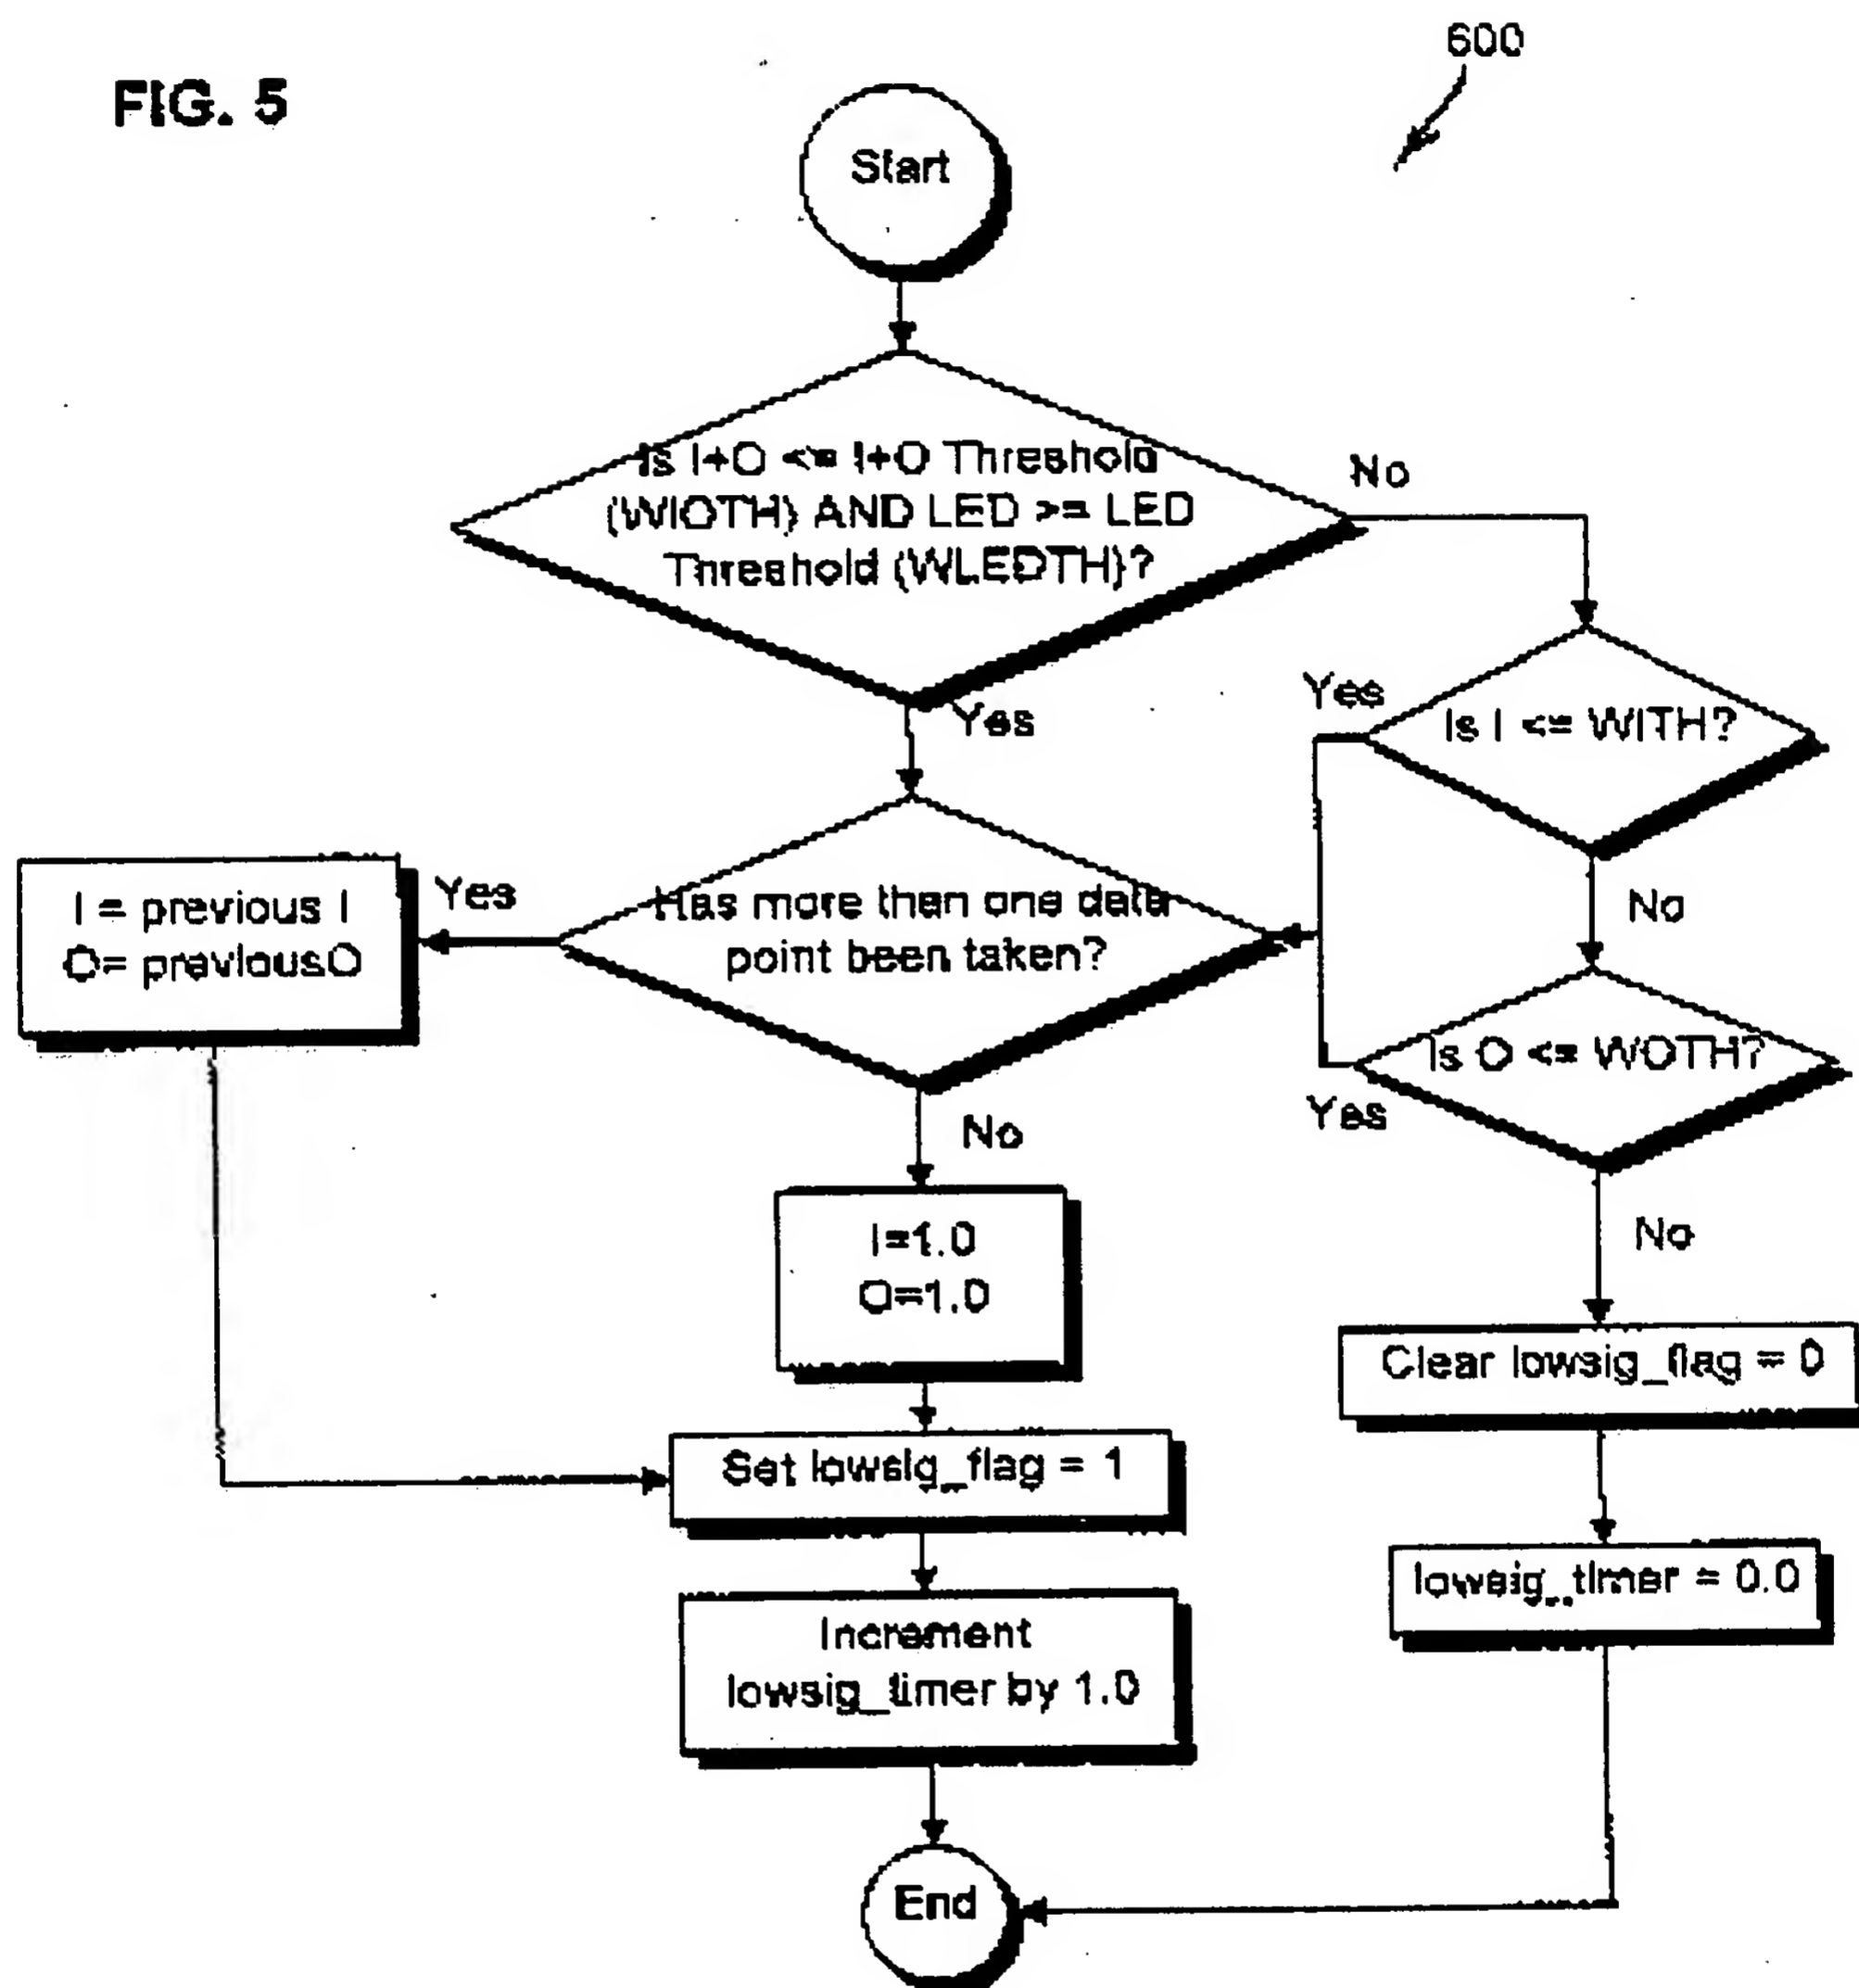 600
FIG. 5
Start
Is I+O <= I+O Threshold
(WIOTH) AND LED >= LED
Threshold (WLEDTH)?
No
Yes
Yes
Is I <= WITH?
I = previous I
O= previousO
Yes
Has more than one data
point been taken?
No
Is O <= WOTH?
Yes
No
I=1.0
O=1.0
No
Clear lowsig_flag = 0
Set lowsig_flag = 1
lowsig_timer = 0.0
Increment
lowsig_timer by 1.0
End